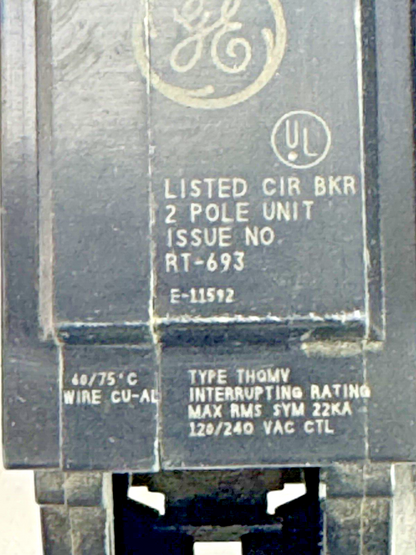 GE
UL
LISTED CIR BKR
2 POLE UNIT
ISSUE NO.
RT-693
E-11592
60/75°C
WIRE CU-AL
TYPE THQMV
INTERRUPTING RATING
MAX RMS SYM 22KA
120/240 VAC CTL